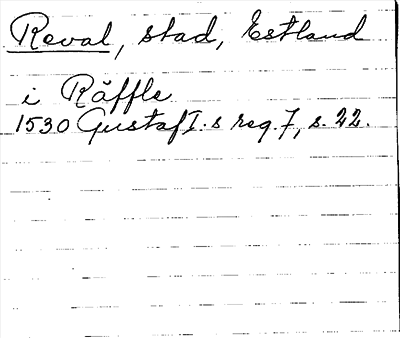 Reval, stad, Estland
i Räffle
1530 Gustaf I.s reg. 7, s. 22.